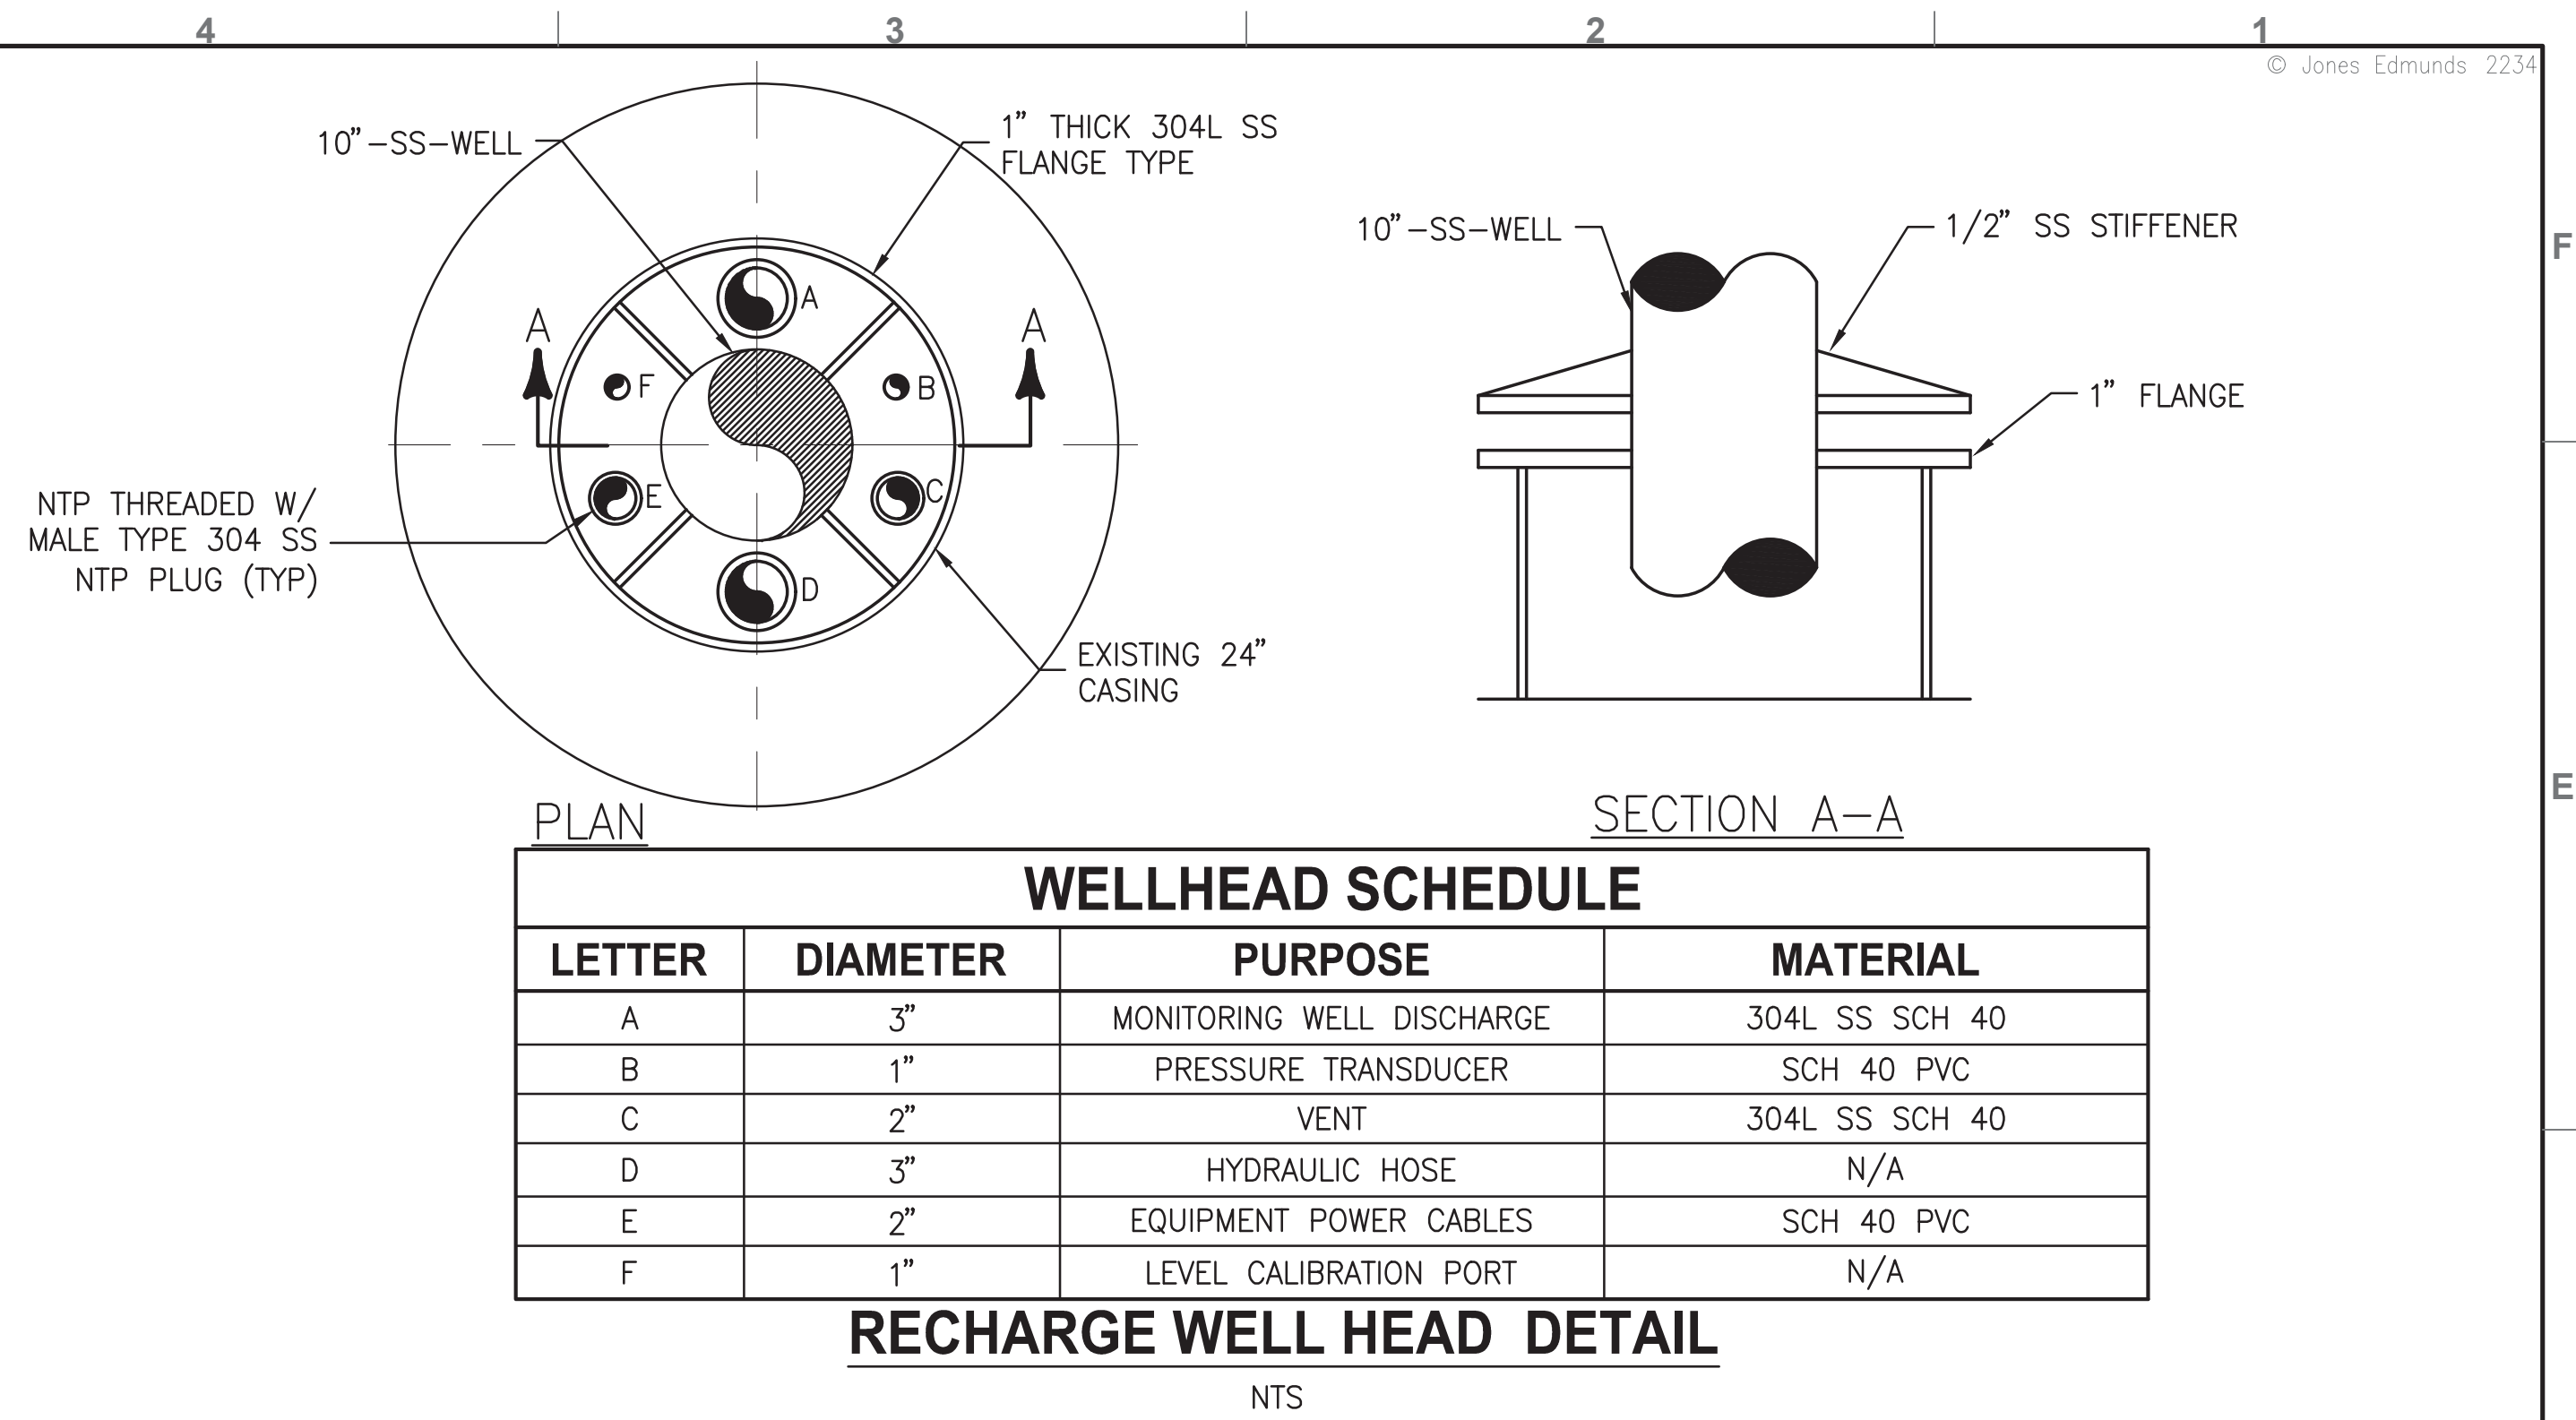 4 3 2 1
© Jones Edmunds 2234
10"-SS-WELL
1" THICK 304L SS
FLANGE TYPE
A
A A
F B
E C
D
NTP THREADED W/
MALE TYPE 304 SS
NTP PLUG (TYP)
EXISTING 24"
CASING
PLAN
10"-SS-WELL
1/2" SS STIFFENER
1" FLANGE
SECTION A-A
F
E
WELLHEAD SCHEDULE
LETTER DIAMETER PURPOSE MATERIAL
A 3" MONITORING WELL DISCHARGE 304L SS SCH 40
B 1" PRESSURE TRANSDUCER SCH 40 PVC
C 2" VENT 304L SS SCH 40
D 3" HYDRAULIC HOSE N/A
E 2" EQUIPMENT POWER CABLES SCH 40 PVC
F 1" LEVEL CALIBRATION PORT N/A
RECHARGE WELL HEAD DETAIL
NTS